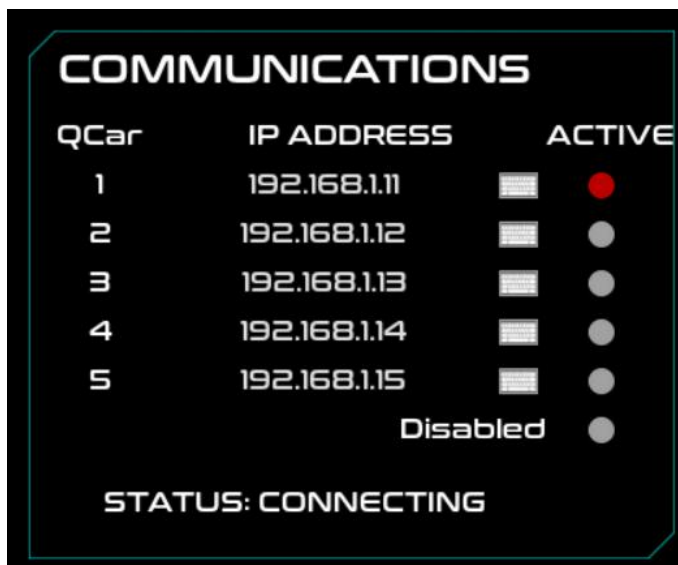 COMMUNICATIONS
QCar IP ADDRESS ACTIVE
1 192.168.1.11
2 192.168.1.12
3 192.168.1.13
4 192.168.1.14
5 192.168.1.15
Disabled
STATUS: CONNECTING